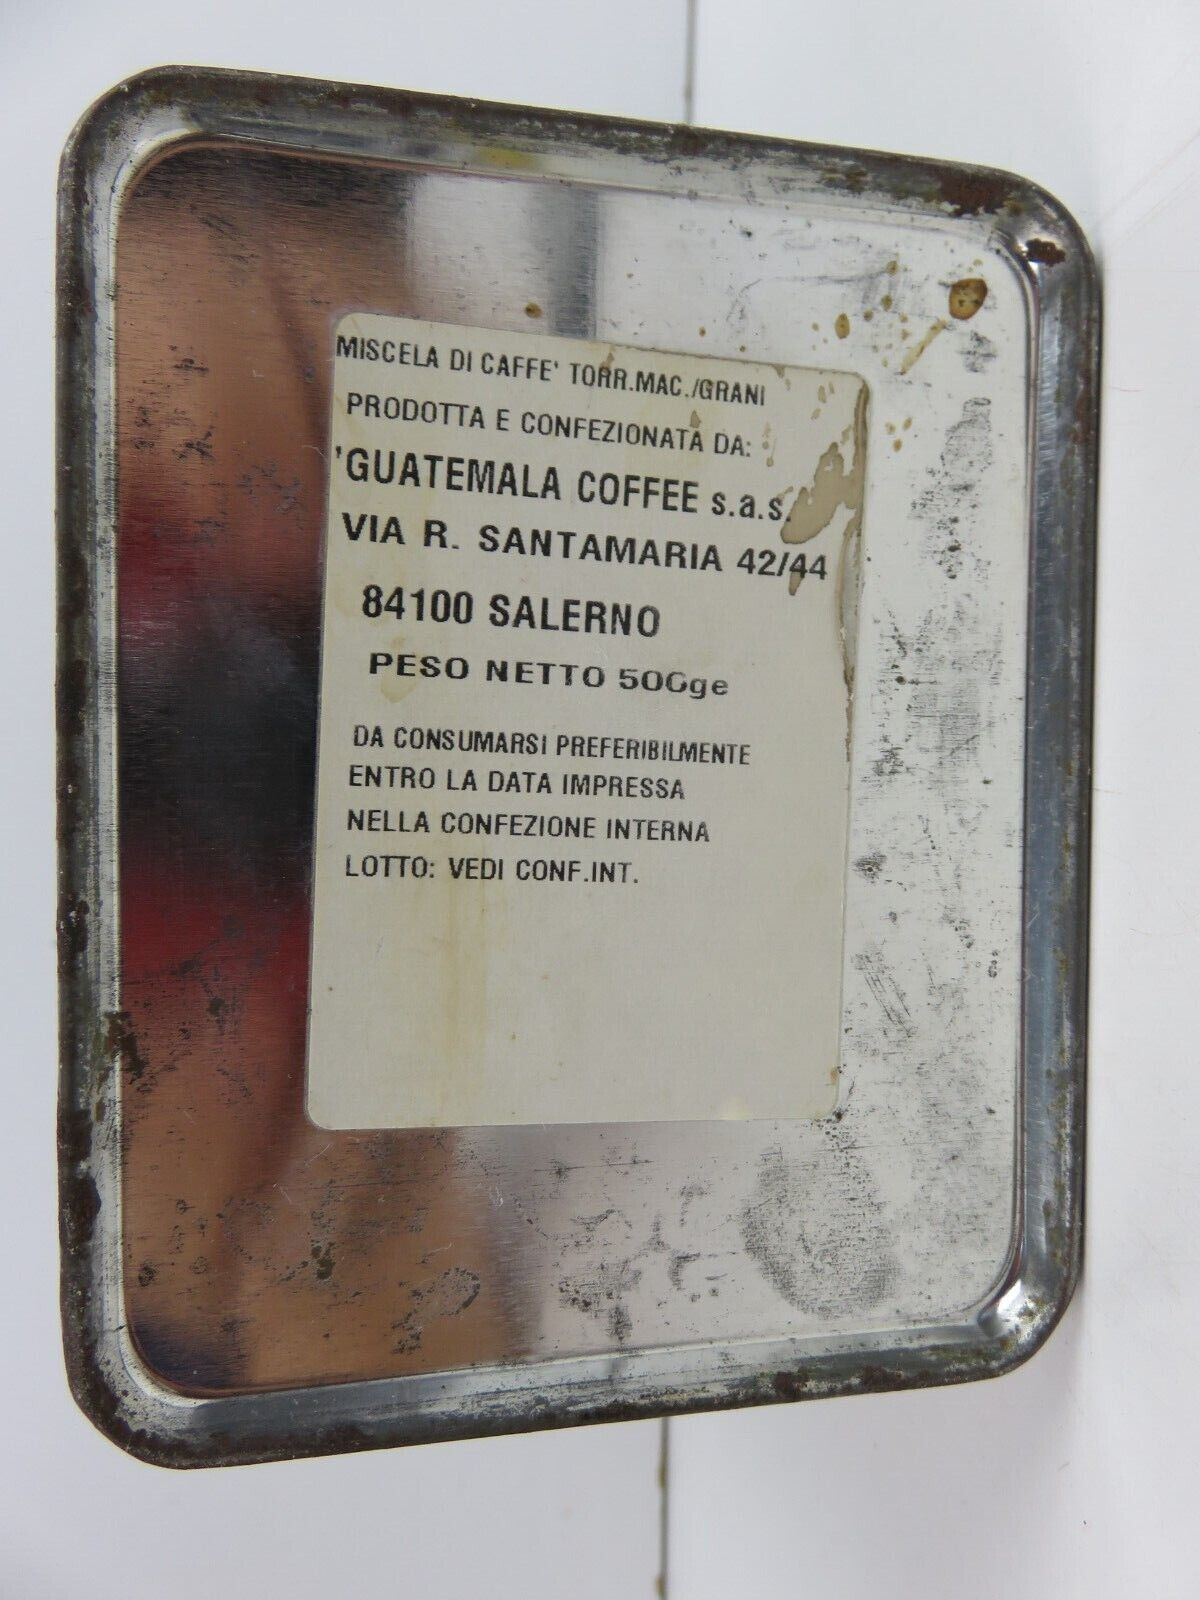 MISCELA DI CAFFE' TORR.MAC./GRANI
PRODOTTA E CONFEZIONATA DA:
'GUATEMALA COFFEE s.a.s.
VIA R. SANTAMARIA 42/44
84100 SALERNO
PESO NETTO 500ge
DA CONSUMARSI PREFERIBILMENTE
ENTRO LA DATA IMPRESSA
NELLA CONFEZIONE INTERNA
LOTTO: VEDI CONF.INT.